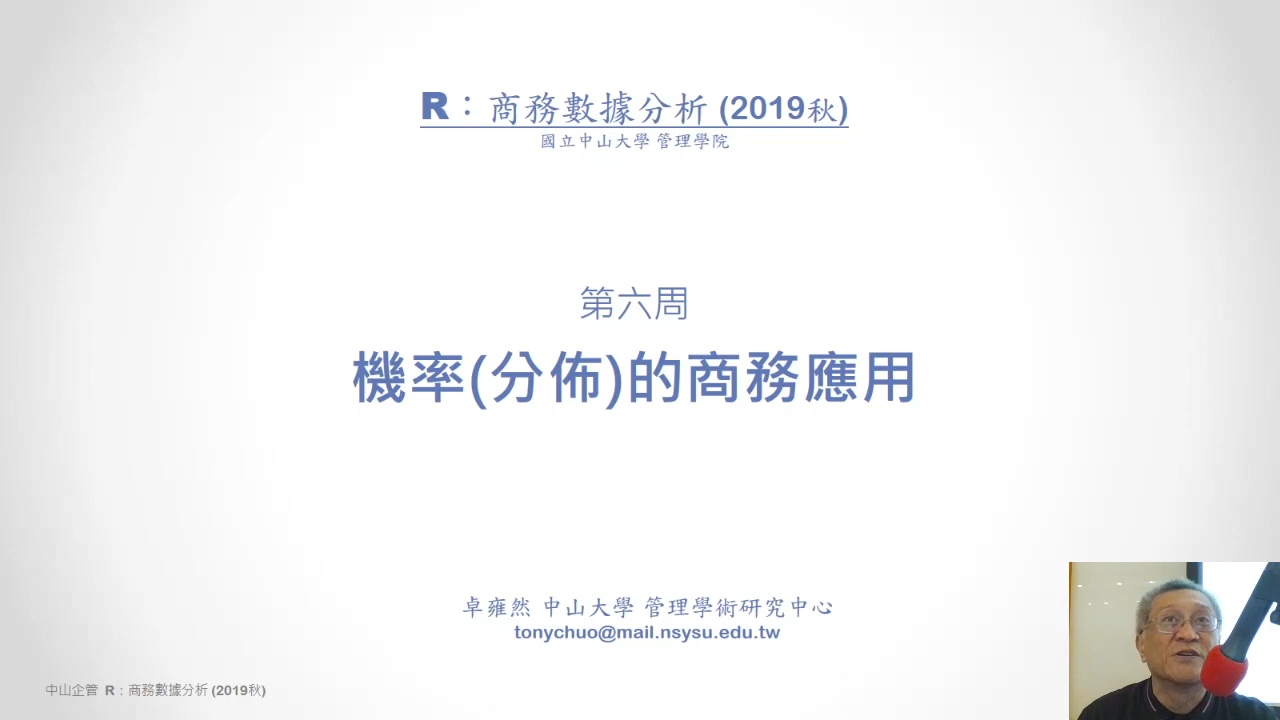 R：商務數據分析 (2019秋)
國立中山大學 管理學院
第六周
機率(分佈)的商務應用
卓雍然 中山大學 管理學術研究中心
tonychuo@mail.nsysu.edu.tw
中山企管 R：商務數據分析 (2019秋)